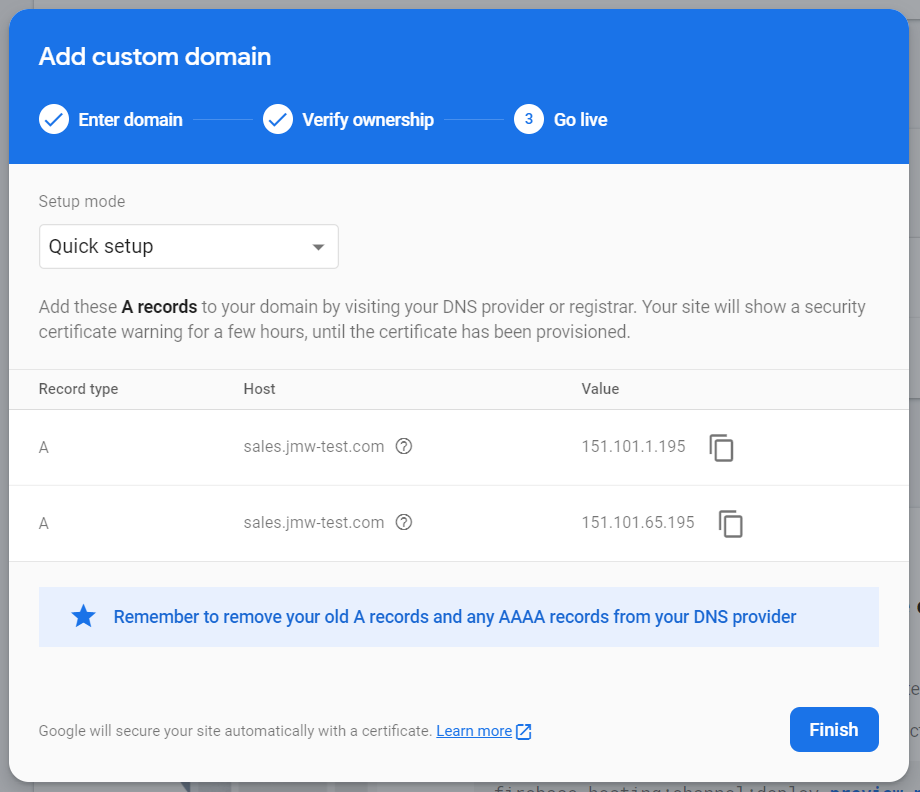 Add custom domain
Enter domain
Verify ownership
3
Go live
Setup mode
Quick setup
Add these A records to your domain by visiting your DNS provider or registrar. Your site will show a security
certificate warning for a few hours, until the certificate has been provisioned.
Record type Host Value
A sales.jmw-test.com ? 151.101.1.195
A sales.jmw-test.com ? 151.101.65.195
Remember to remove your old A records and any AAAA records from your DNS provider
Google will secure your site automatically with a certificate. Learn more
Finish